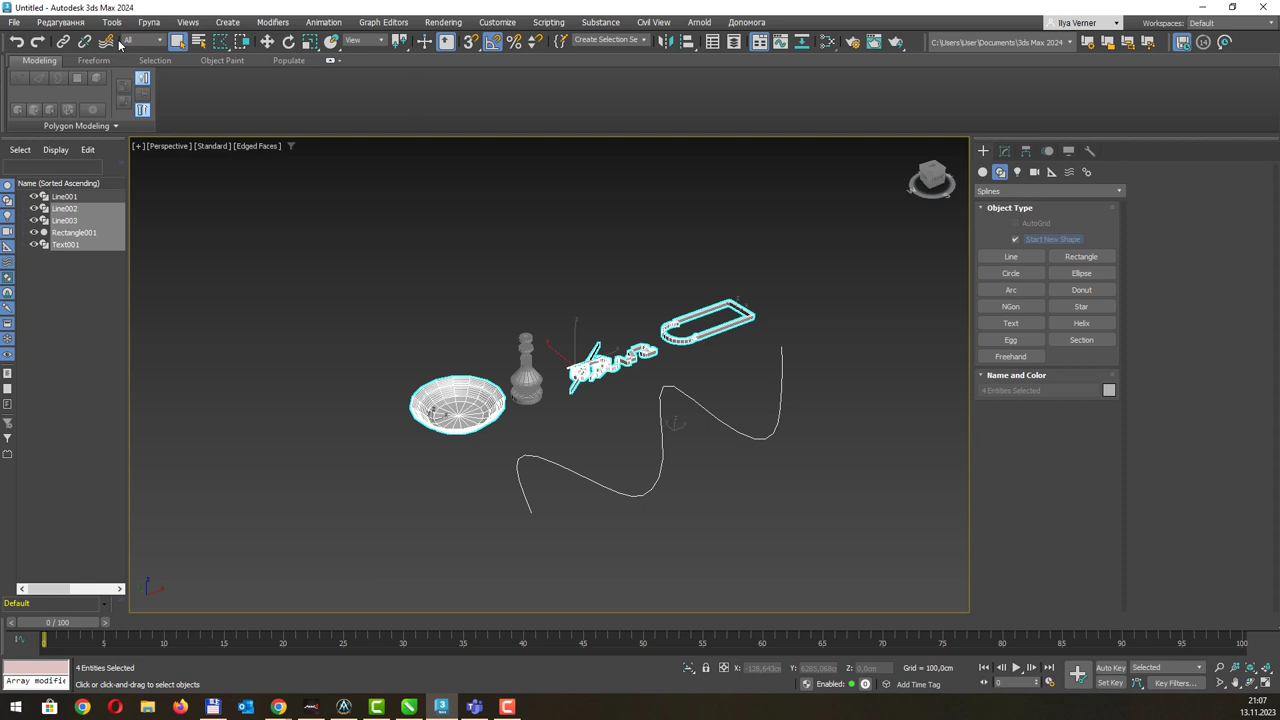 Untitled - Autodesk 3ds Max 2024
File Редагування Tools Група Views Create Modifiers Animation Graph Editors Rendering Customize Scripting Substance Civil View Arnold Допомога Ilya Verner Workspaces: Default
All View Create Selection Se C:\Users\User\Documents\3ds Max 2024
Modeling Freeform Selection Object Paint Populate
Polygon Modeling
Select Display Edit
[+] [Perspective] [Standard] [Edged Faces]
Name (Sorted Ascending)
Line001
Line002
Line003
Rectangle001
Text001
Splines
Object Type
AutoGrid
Start New Shape
Line Rectangle
Circle Ellipse
Arc Donut
NGon Star
Text Helix
Egg Section
Freehand
Name and Color
4 Entities Selected
Default
0 / 100
0 5 10 15 20 25 30 35 40 45 50 55 60 65 70 75 80 85 90 95 100
4 Entities Selected X: -128,643cm Y: 6285,068cm Z: 0,0cm Grid = 100,0cm Auto Key Selected
Array modifie Click or click-and-drag to select objects Enabled: Add Time Tag 0 Set Key Key Filters...
21:07
13.11.2023